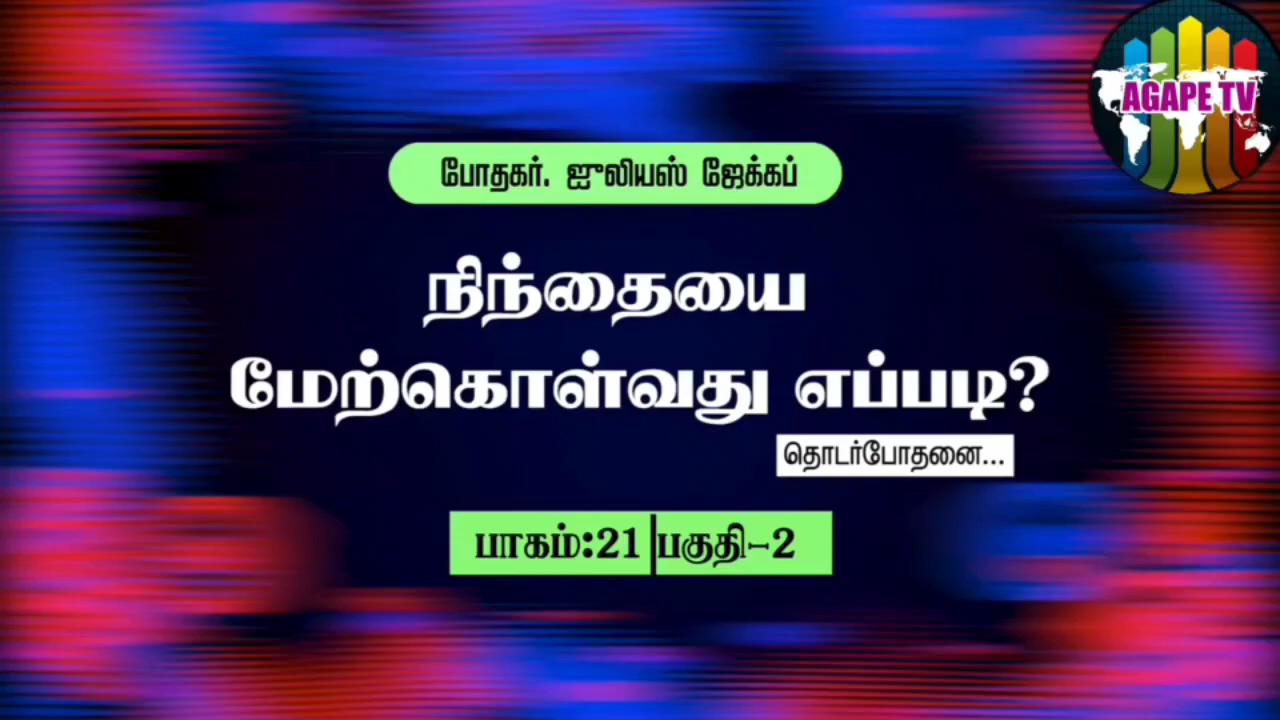 AGAPE TV
போதகர். ஜுலியஸ் ஜேக்கப்
நிந்தையை
மேற்கொள்வது எப்படி?
தொடர்போதனை...
பாகம்:21 பகுதி-2